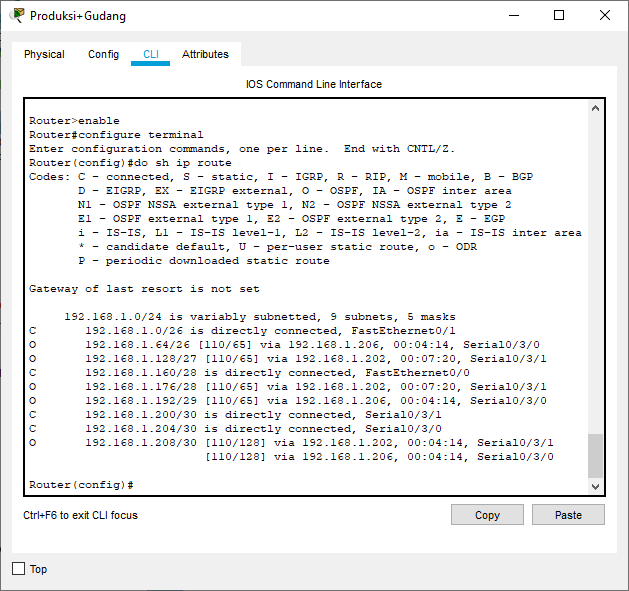 Produksi+Gudang
Physical Config CLI Attributes
IOS Command Line Interface
Router>enable
Router#configure terminal
Enter configuration commands, one per line.  End with CNTL/Z.
Router(config)#do sh ip route
Codes: C - connected, S - static, I - IGRP, R - RIP, M - mobile, B - BGP
       D - EIGRP, EX - EIGRP external, O - OSPF, IA - OSPF inter area
       N1 - OSPF NSSA external type 1, N2 - OSPF NSSA external type 2
       E1 - OSPF external type 1, E2 - OSPF external type 2, E - EGP
       i - IS-IS, L1 - IS-IS level-1, L2 - IS-IS level-2, ia - IS-IS inter area
       * - candidate default, U - per-user static route, o - ODR
       P - periodic downloaded static route
Gateway of last resort is not set
     192.168.1.0/24 is variably subnetted, 9 subnets, 5 masks
C       192.168.1.0/26 is directly connected, FastEthernet0/1
O       192.168.1.64/26 [110/65] via 192.168.1.206, 00:04:14, Serial0/3/0
O       192.168.1.128/27 [110/65] via 192.168.1.202, 00:07:20, Serial0/3/1
C       192.168.1.160/28 is directly connected, FastEthernet0/0
O       192.168.1.176/28 [110/65] via 192.168.1.202, 00:07:20, Serial0/3/1
O       192.168.1.192/29 [110/65] via 192.168.1.206, 00:04:14, Serial0/3/0
C       192.168.1.200/30 is directly connected, Serial0/3/1
C       192.168.1.204/30 is directly connected, Serial0/3/0
O       192.168.1.208/30 [110/128] via 192.168.1.202, 00:04:14, Serial0/3/1
                         [110/128] via 192.168.1.206, 00:04:14, Serial0/3/0
Router(config)#
Ctrl+F6 to exit CLI focus Copy Paste
Top